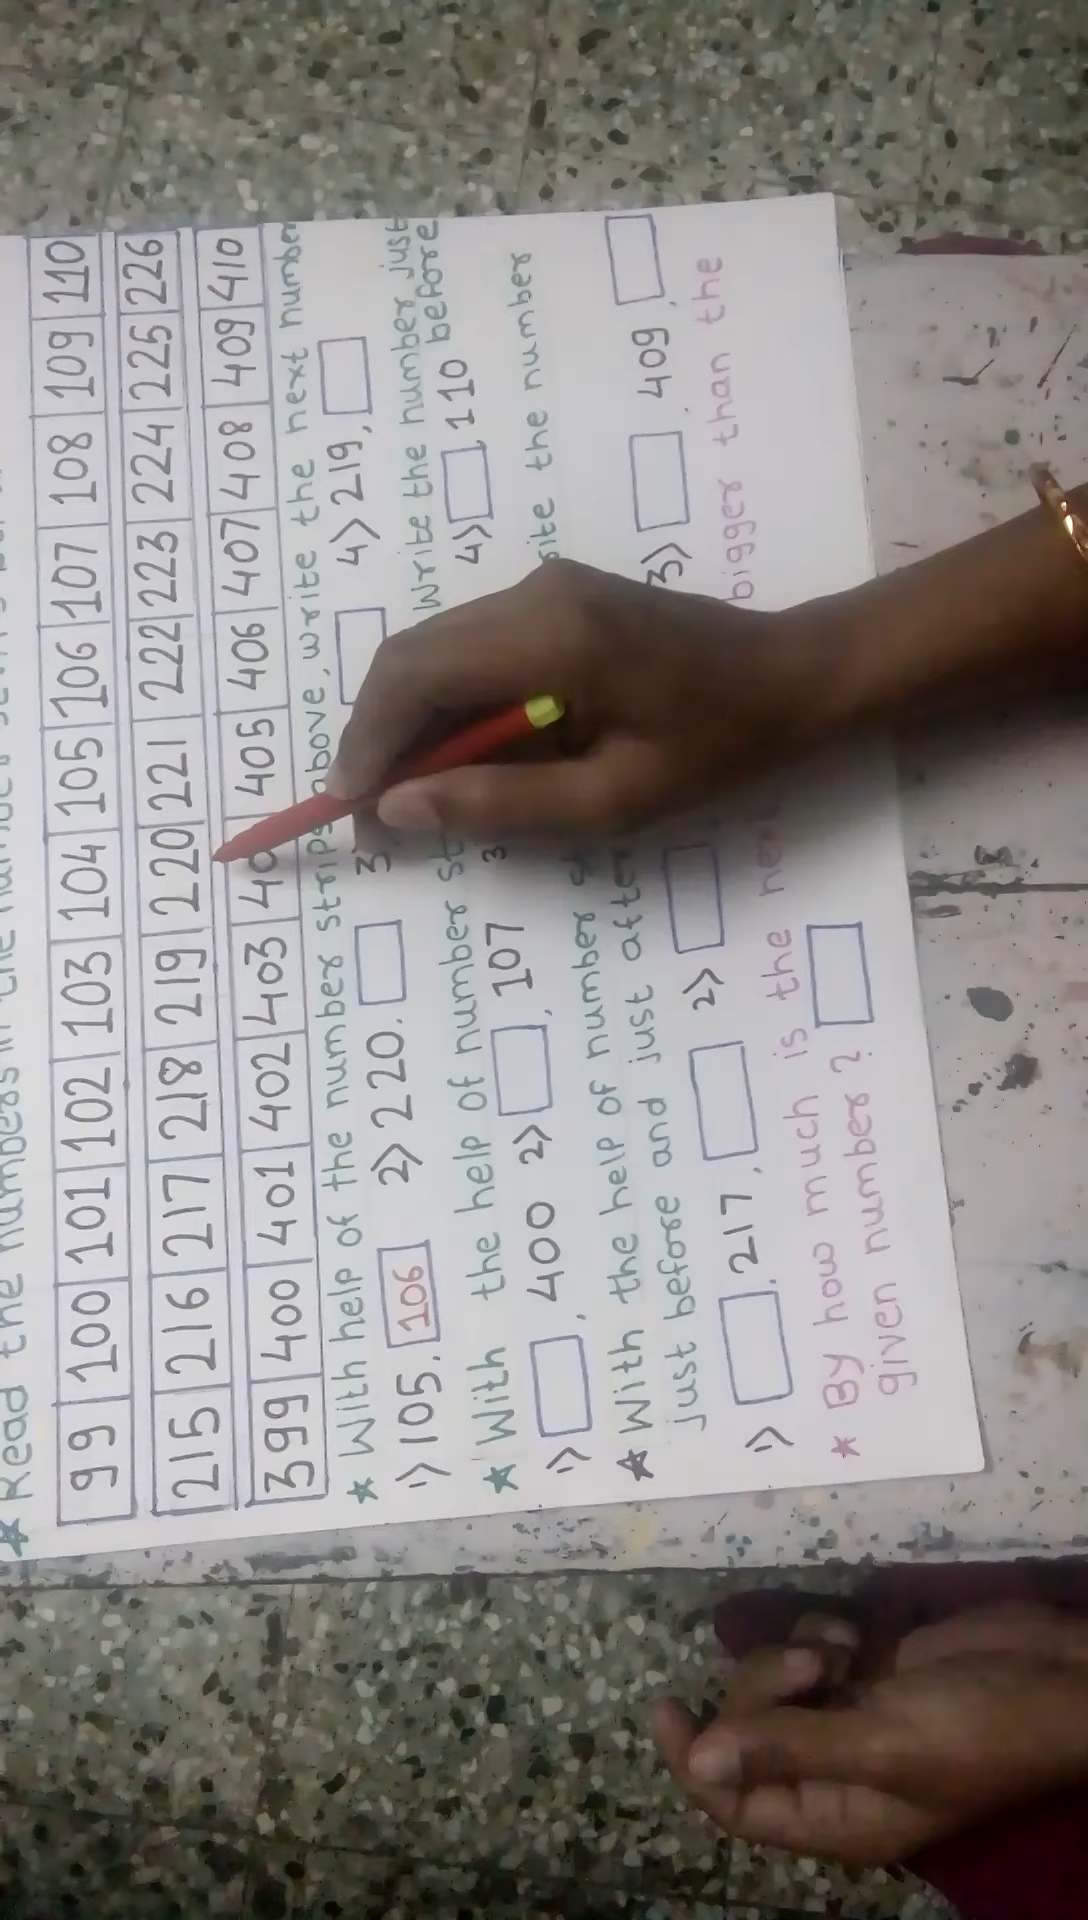 * Read the numbers in the number
99 100 101 102 103 104 105 106 107 108 109 110
215 216 217 218 219 220 221 222 223 224 225 226
399 400 401 402 403 40 405 406 407 408 409 410
* With help of the number strips above, write the next number
1) 105, 106 2) 220, 3) 4) 219,
* With the help of number st Write the number just before
1) , 400 2) , 107 3 4) 110
* With the help of number the number
just before and just after
1) , 217, 2) 3) , 409,
* By how much is the bigger than the
given number ?